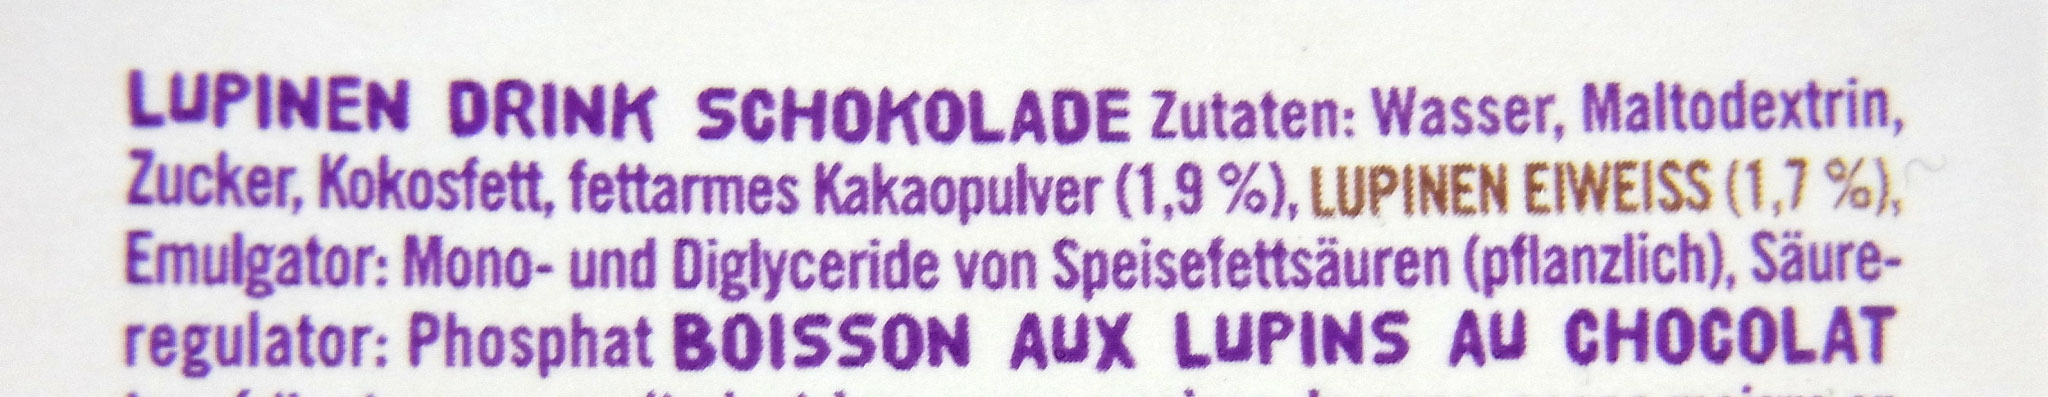 LUPINEN DRINK SCHOKOLADE Zutaten: Wasser, Maltodextrin,
Zucker, Kokosfett, fettarmes Kakaopulver (1,9 %), LUPINEN EIWEISS (1,7 %),
Emulgator: Mono- und Diglyceride von Speisefettsäuren (pflanzlich), Säure-
regulator: Phosphat BOISSON AUX LUPINS AU CHOCOLAT